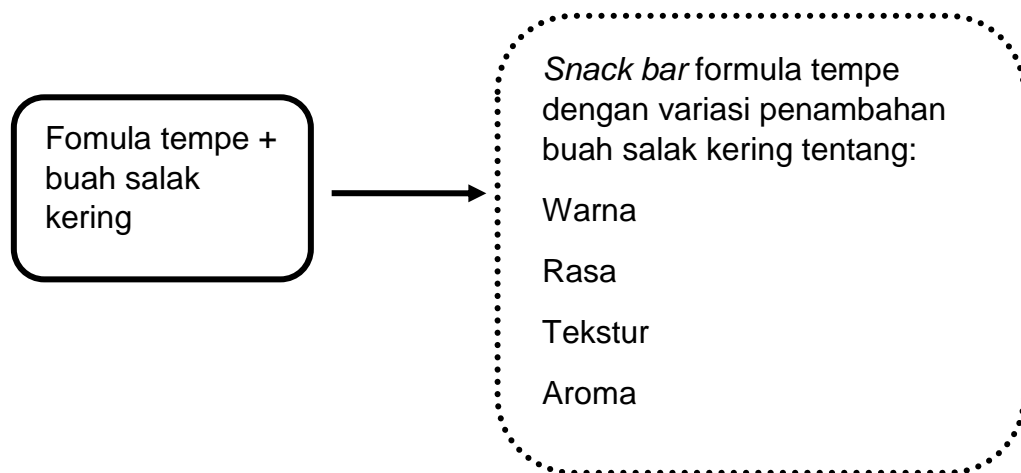 Fomula tempe +
buah salak
kering
Snack bar formula tempe
dengan variasi penambahan
buah salak kering tentang:
Warna
Rasa
Tekstur
Aroma